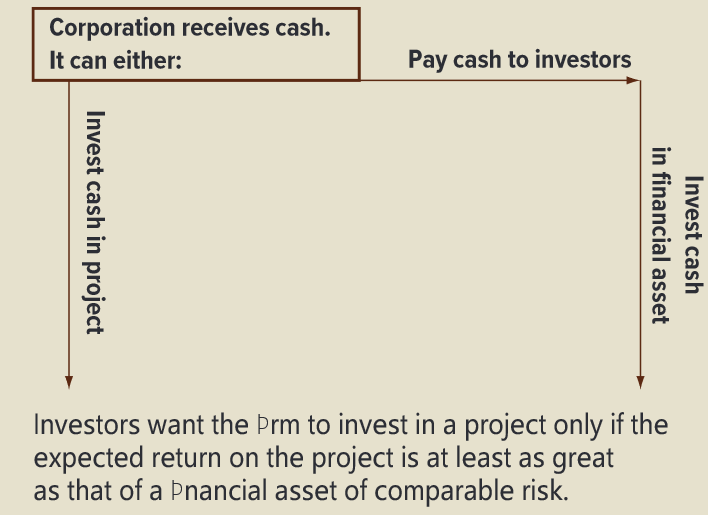 Corporation receives cash.
It can either:
Pay cash to investors
Invest cash in project
Invest cash
in financial asset
Investors want the Þrm to invest in a project only if the
expected return on the project is at least as great
as that of a Þnancial asset of comparable risk.